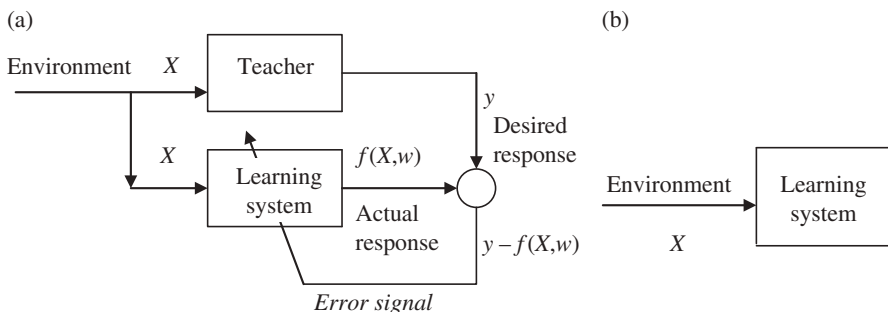 (a)
Environment
X
Teacher
y
Desired
response
X
Learning
system
f(X,w)
Actual
response
y – f(X,w)
Error signal
(b)
Environment
X
Learning
system